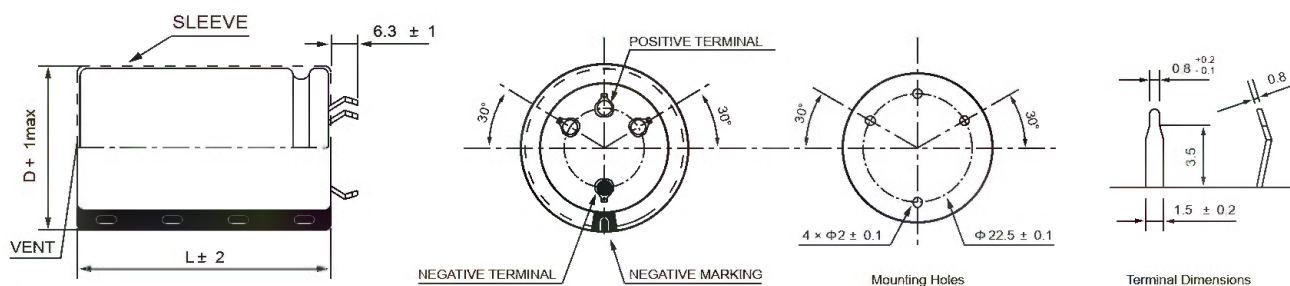 SLEEVE
6.3 ± 1
D + 1max
VENT
L ± 2
POSITIVE TERMINAL
30°
30°
NEGATIVE TERMINAL
NEGATIVE MARKING
30°
30°
4 × Φ2 ± 0.1
Φ22.5 ± 0.1
Mounting Holes
0.8 +0.2 -0.1
0.8
3.5
1.5 ± 0.2
Terminal Dimensions